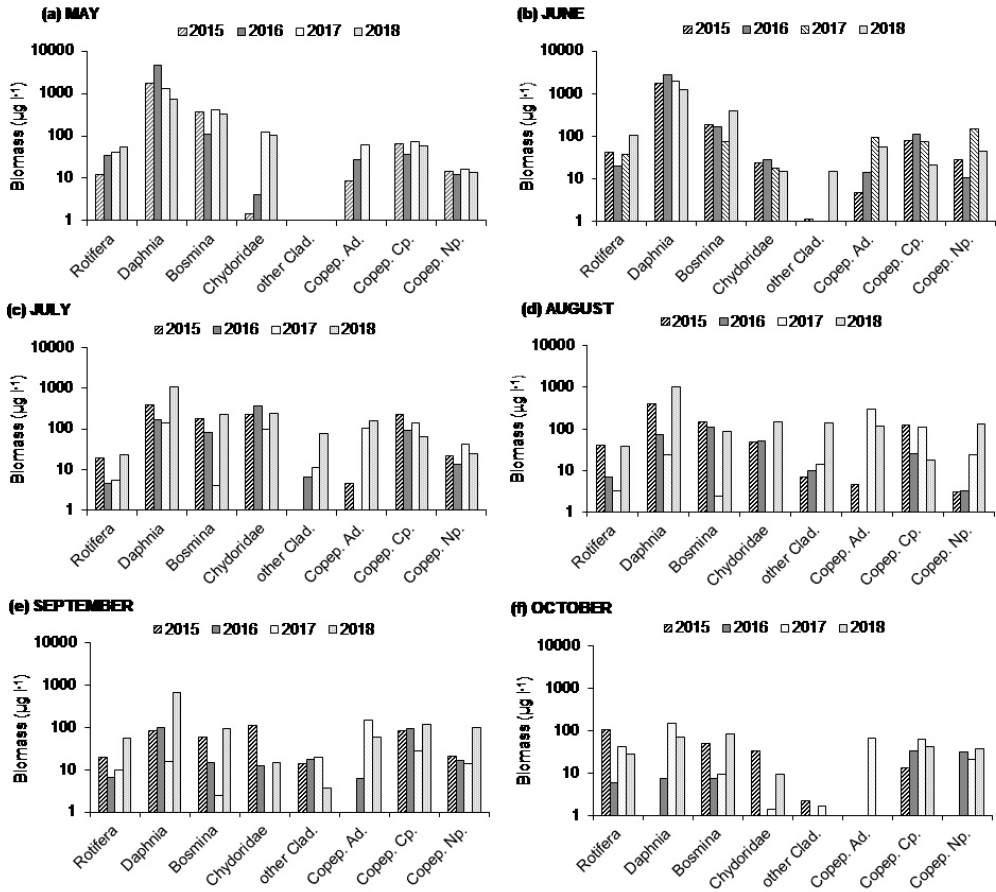 (a) MAY
2015 2016 2017 2018
10000
1000
100
10
1
Biomass (µg l-1)
Rotifera
Daphnia
Bosmina
Chydoridae
other Clad.
Copep. Ad.
Copep. Cp.
Copep. Np.
(b) JUNE
2015 2016 2017 2018
10000
1000
100
10
1
Biomass (µg l-1)
Rotifera
Daphnia
Bosmina
Chydoridae
other Clad.
Copep. Ad.
Copep. Cp.
Copep. Np.
(c) JULY
2015 2016 2017 2018
10000
1000
100
10
1
Biomass (µg l-1)
Rotifera
Daphnia
Bosmina
Chydoridae
other Clad.
Copep. Ad.
Copep. Cp.
Copep. Np.
(d) AUGUST
2015 2016 2017 2018
10000
1000
100
10
1
Biomass (µg l-1)
Rotifera
Daphnia
Bosmina
Chydoridae
other Clad.
Copep. Ad.
Copep. Cp.
Copep. Np.
(e) SEPTEMBER
2015 2016 2017 2018
10000
1000
100
10
1
Biomass (µg l-1)
Rotifera
Daphnia
Bosmina
Chydoridae
other Clad.
Copep. Ad.
Copep. Cp.
Copep. Np.
(f) OCTOBER
2015 2016 2017 2018
10000
1000
100
10
1
Biomass (µg l-1)
Rotifera
Daphnia
Bosmina
Chydoridae
other Clad.
Copep. Ad.
Copep. Cp.
Copep. Np.